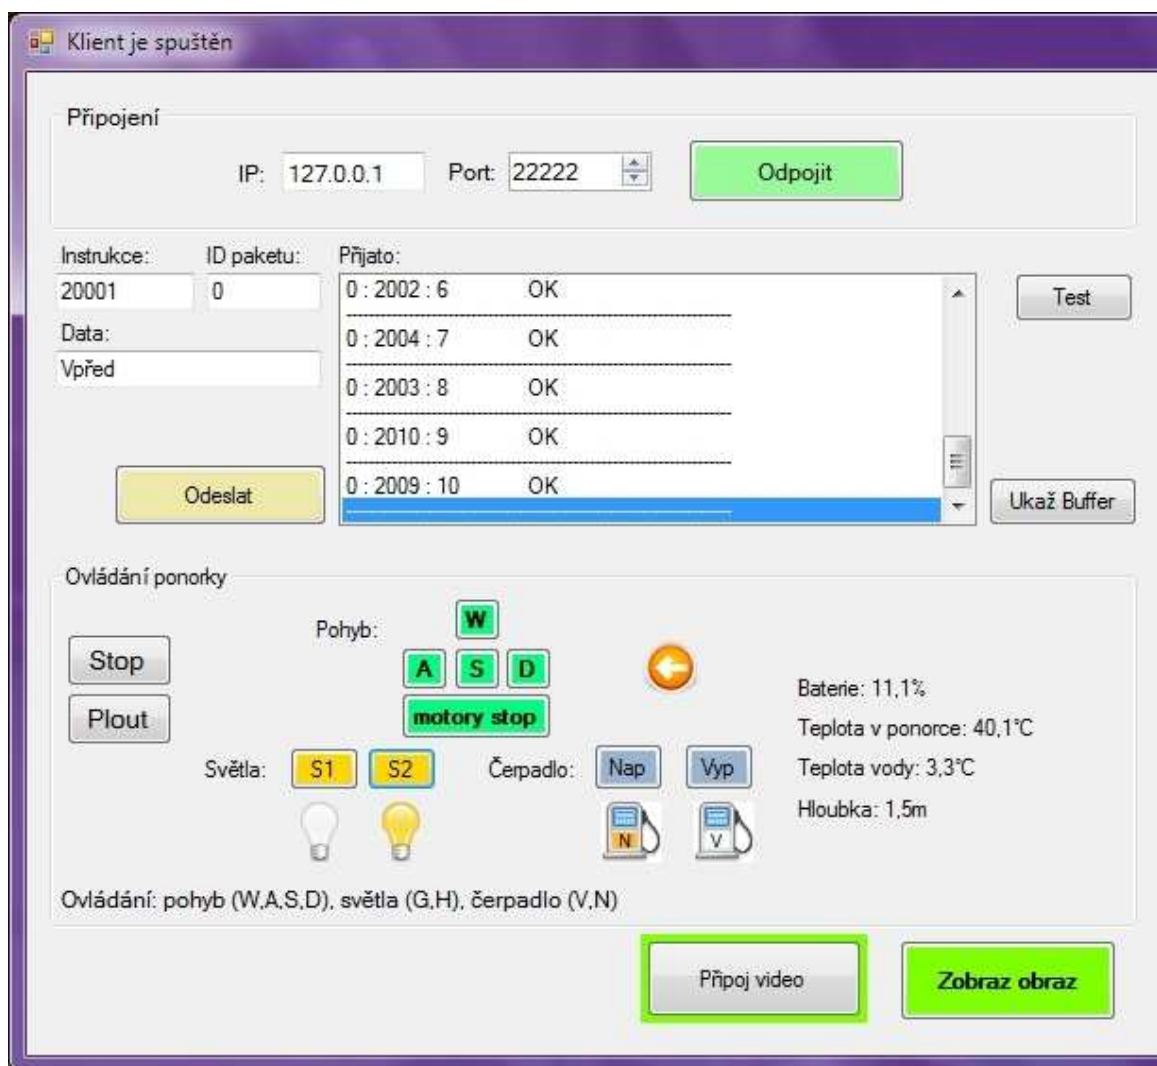 Klient je spuštěn
Připojení
IP: 127.0.0.1 Port: 22222 Odpojit
Instrukce: ID paketu: Přijato:
20001 0
Data:
Vpřed
0 : 2002 : 6 OK
0 : 2004 : 7 OK
0 : 2003 : 8 OK
0 : 2010 : 9 OK
0 : 2009 : 10 OK
Test
Odeslat
Ukaž Buffer
Ovládání ponorky
Stop
Plout
Pohyb:
W
A S D
motory stop
Světla: S1 S2 Čerpadlo: Nap Vyp
N V
Baterie: 11,1%
Teplota v ponorce: 40,1°C
Teplota vody: 3,3°C
Hloubka: 1,5m
Ovládání: pohyb (W,A,S,D), světla (G,H), čerpadlo (V,N)
Připoj video Zobraz obraz